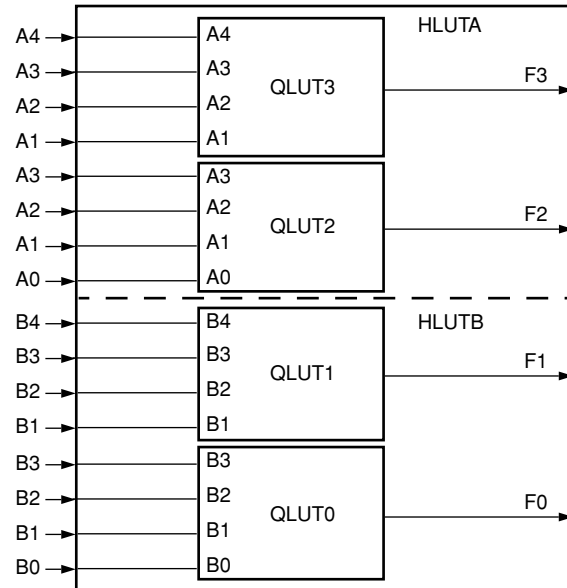 HLUTA
A4 A4
A3 A3
QLUT3 F3
A2 A2
A1 A1
A3 A3
A2 A2
QLUT2 F2
A1 A1
A0 A0
B4 B4 HLUTB
B3 B3
QLUT1 F1
B2 B2
B1 B1
B3 B3
B2 B2
QLUT0 F0
B1 B1
B0 B0